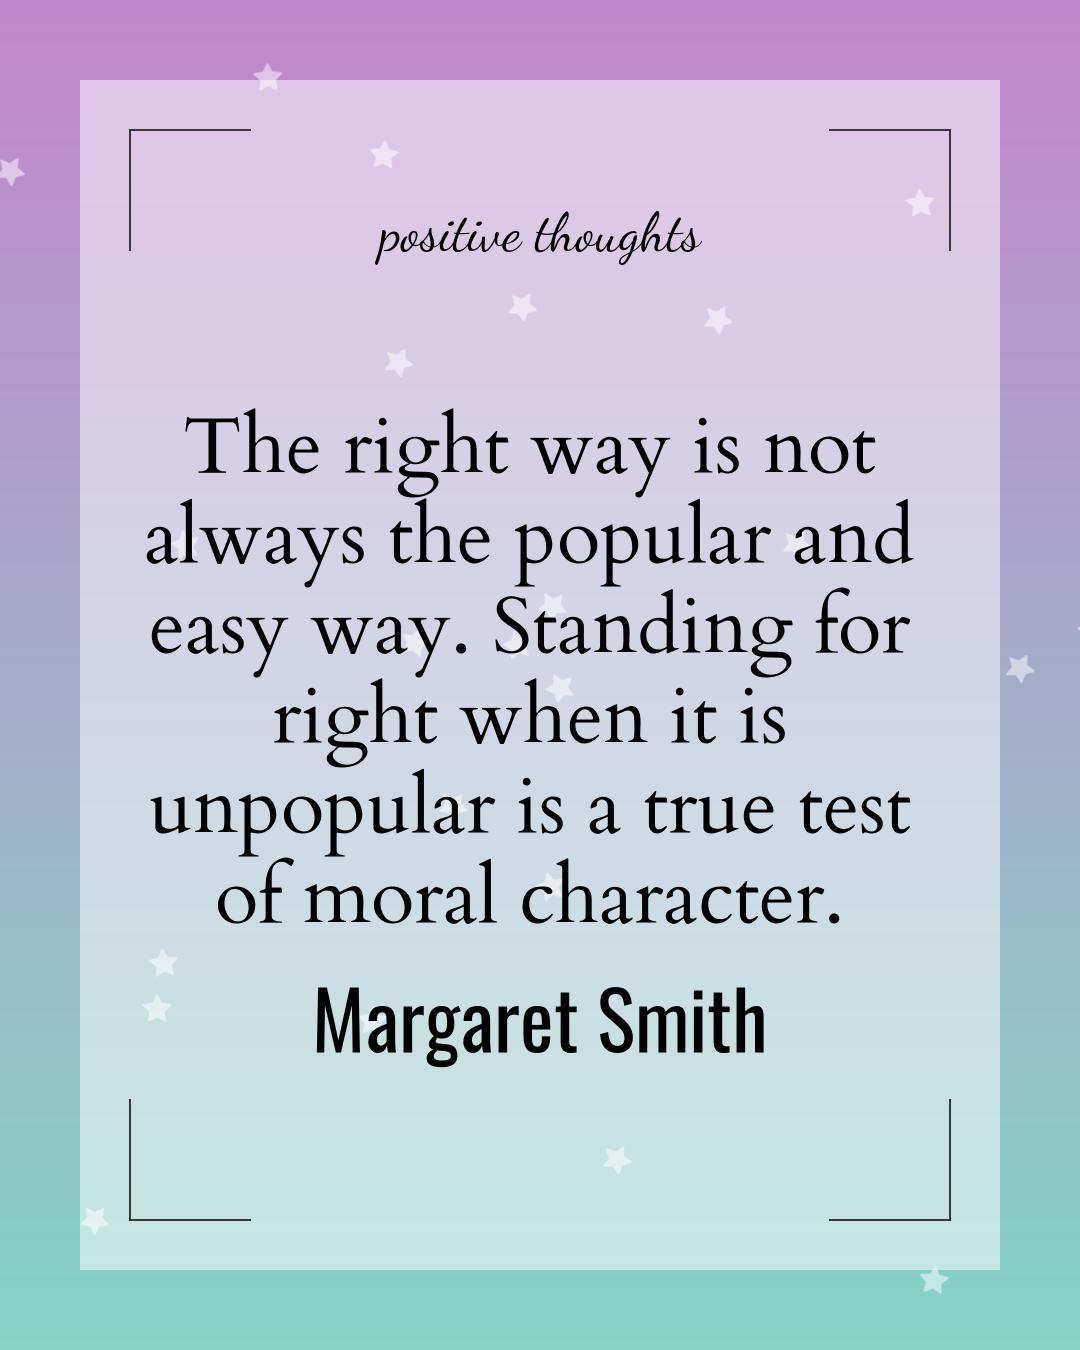 positive thoughts
The right way is not
always the popular and
easy way. Standing for
right when it is
unpopular is a true test
of moral character.
Margaret Smith